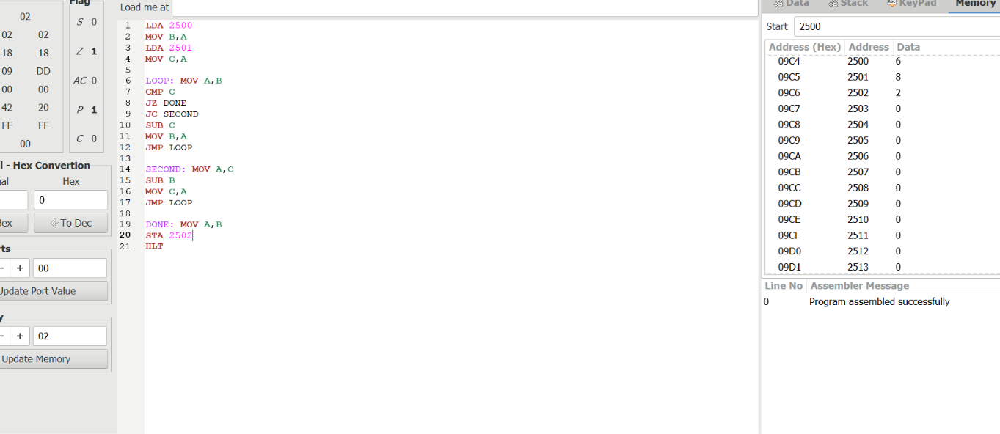 Flag
02
S 0
02 02
Z 1
18 18
09 DD
AC 0
00 00
42 20
P 1
FF FF
C 0
00
l - Hex Convertion
al Hex
0
Hex To Dec
ts
- + 00
Update Port Value
y
- + 02
Update Memory
Load me at
1 LDA 2500
2 MOV B,A
3 LDA 2501
4 MOV C,A
5
6 LOOP: MOV A,B
7 CMP C
8 JZ DONE
9 JC SECOND
10 SUB C
11 MOV B,A
12 JMP LOOP
13
14 SECOND: MOV A,C
15 SUB B
16 MOV C,A
17 JMP LOOP
18
19 DONE: MOV A,B
20 STA 2502
21 HLT
Data Stack KeyPad Memory
Start 2500
Address (Hex) Address Data
09C4 2500 6
09C5 2501 8
09C6 2502 2
09C7 2503 0
09C8 2504 0
09C9 2505 0
09CA 2506 0
09CB 2507 0
09CC 2508 0
09CD 2509 0
09CE 2510 0
09CF 2511 0
09D0 2512 0
09D1 2513 0
Line No Assembler Message
0 Program assembled successfully